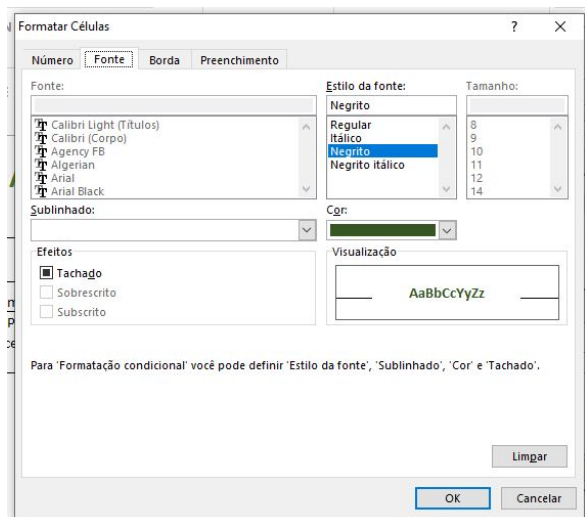 Formatar Células ? X
Número Fonte Borda Preenchimento
Fonte:
Calibri Light (Títulos)
Calibri (Corpo)
Agency FB
Algerian
Arial
Arial Black
Estilo da fonte:
Negrito
Regular
Itálico
Negrito
Negrito itálico
Tamanho:
8
9
10
11
12
14
Sublinhado:
Cor:
Efeitos
Tachado
Sobrescrito
Subscrito
Visualização
AaBbCcYyZz
Para 'Formatação condicional' você pode definir 'Estilo da fonte', 'Sublinhado', 'Cor' e 'Tachado'.
Limpar
OK Cancelar